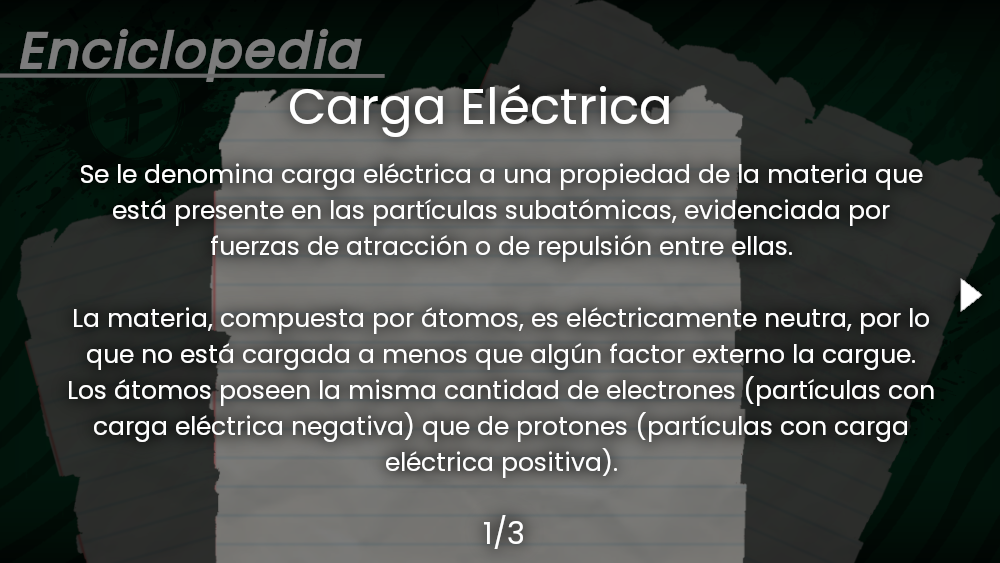 Enciclopedia
Carga Eléctrica
Se le denomina carga eléctrica a una propiedad de la materia que
está presente en las partículas subatómicas, evidenciada por
fuerzas de atracción o de repulsión entre ellas.
La materia, compuesta por átomos, es eléctricamente neutra, por lo
que no está cargada a menos que algún factor externo la cargue.
Los átomos poseen la misma cantidad de electrones (partículas con
carga eléctrica negativa) que de protones (partículas con carga
eléctrica positiva).
1/3